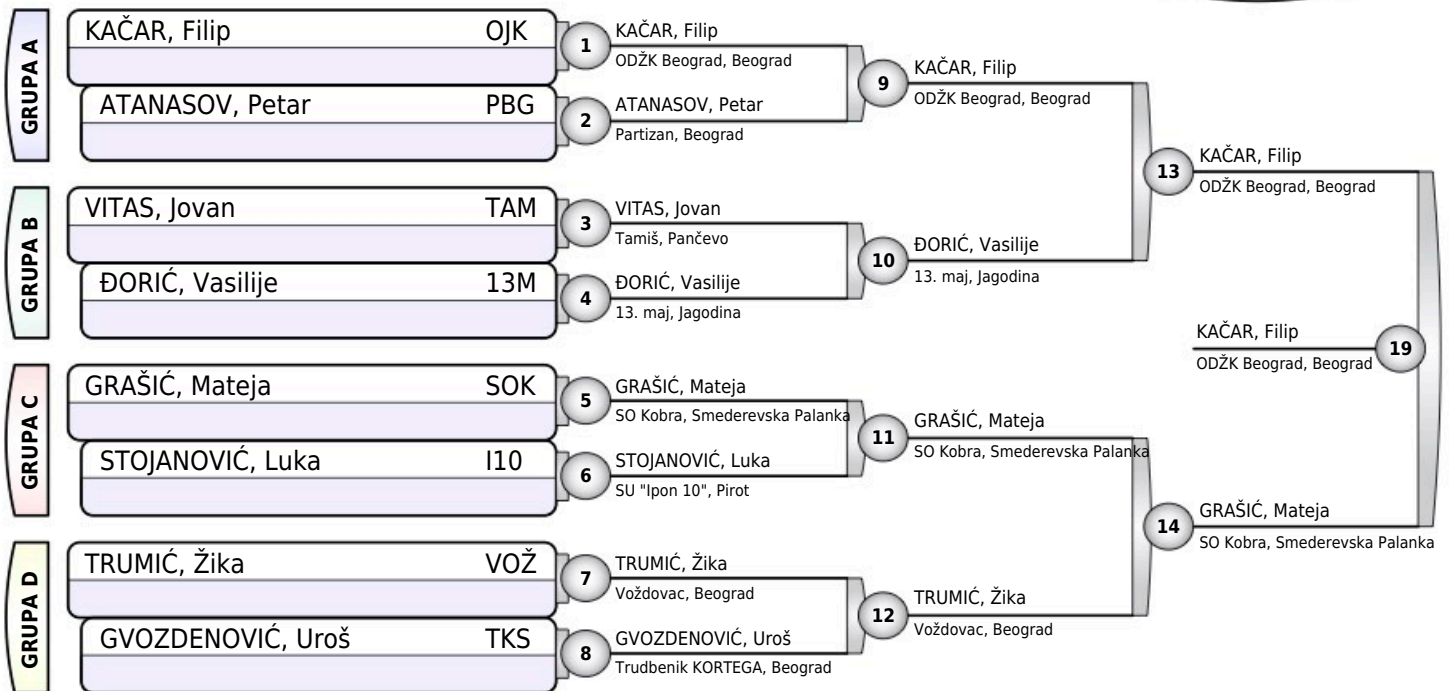 GRUPA A
KAČAR, Filip OJK
ATANASOV, Petar PBG
GRUPA B
VITAS, Jovan TAM
ĐORIĆ, Vasilije 13M
GRUPA C
GRAŠIĆ, Mateja SOK
STOJANOVIĆ, Luka I10
GRUPA D
TRUMIĆ, Žika VOŽ
GVOZDENOVIĆ, Uroš TKS
1
KAČAR, Filip
ODŽK Beograd, Beograd
2
ATANASOV, Petar
Partizan, Beograd
3
VITAS, Jovan
Tamiš, Pančevo
4
ĐORIĆ, Vasilije
13. maj, Jagodina
5
GRAŠIĆ, Mateja
SO Kobra, Smederevska Palanka
6
STOJANOVIĆ, Luka
SU "Ipon 10", Pirot
7
TRUMIĆ, Žika
Voždovac, Beograd
8
GVOZDENOVIĆ, Uroš
Trudbenik KORTEGA, Beograd
9
KAČAR, Filip
ODŽK Beograd, Beograd
10
ĐORIĆ, Vasilije
13. maj, Jagodina
11
GRAŠIĆ, Mateja
SO Kobra, Smederevska Palanka
12
TRUMIĆ, Žika
Voždovac, Beograd
13
KAČAR, Filip
ODŽK Beograd, Beograd
14
GRAŠIĆ, Mateja
SO Kobra, Smederevska Palanka
KAČAR, Filip
ODŽK Beograd, Beograd
19